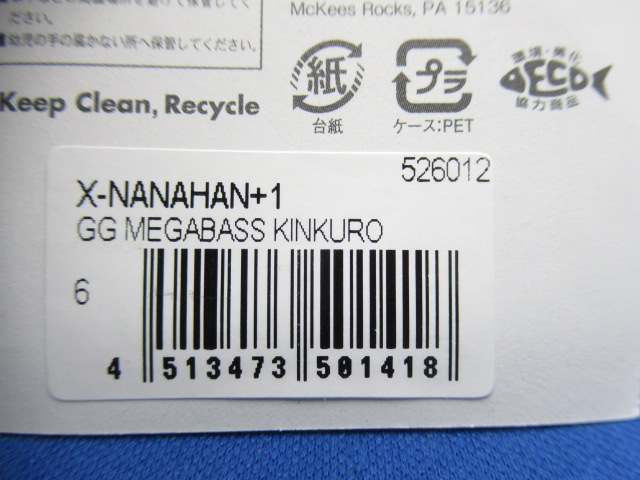 McKees Rocks, PA 15136
ださい。
■幼児の手の届かない所へ保管してください。
Keep Clean, Recycle
紙
台紙
プラ
ケース:PET
環境・美化
ECO
協力商品
526012
X-NANAHAN+1
GG MEGABASS KINKURO
6
4 513473 501418